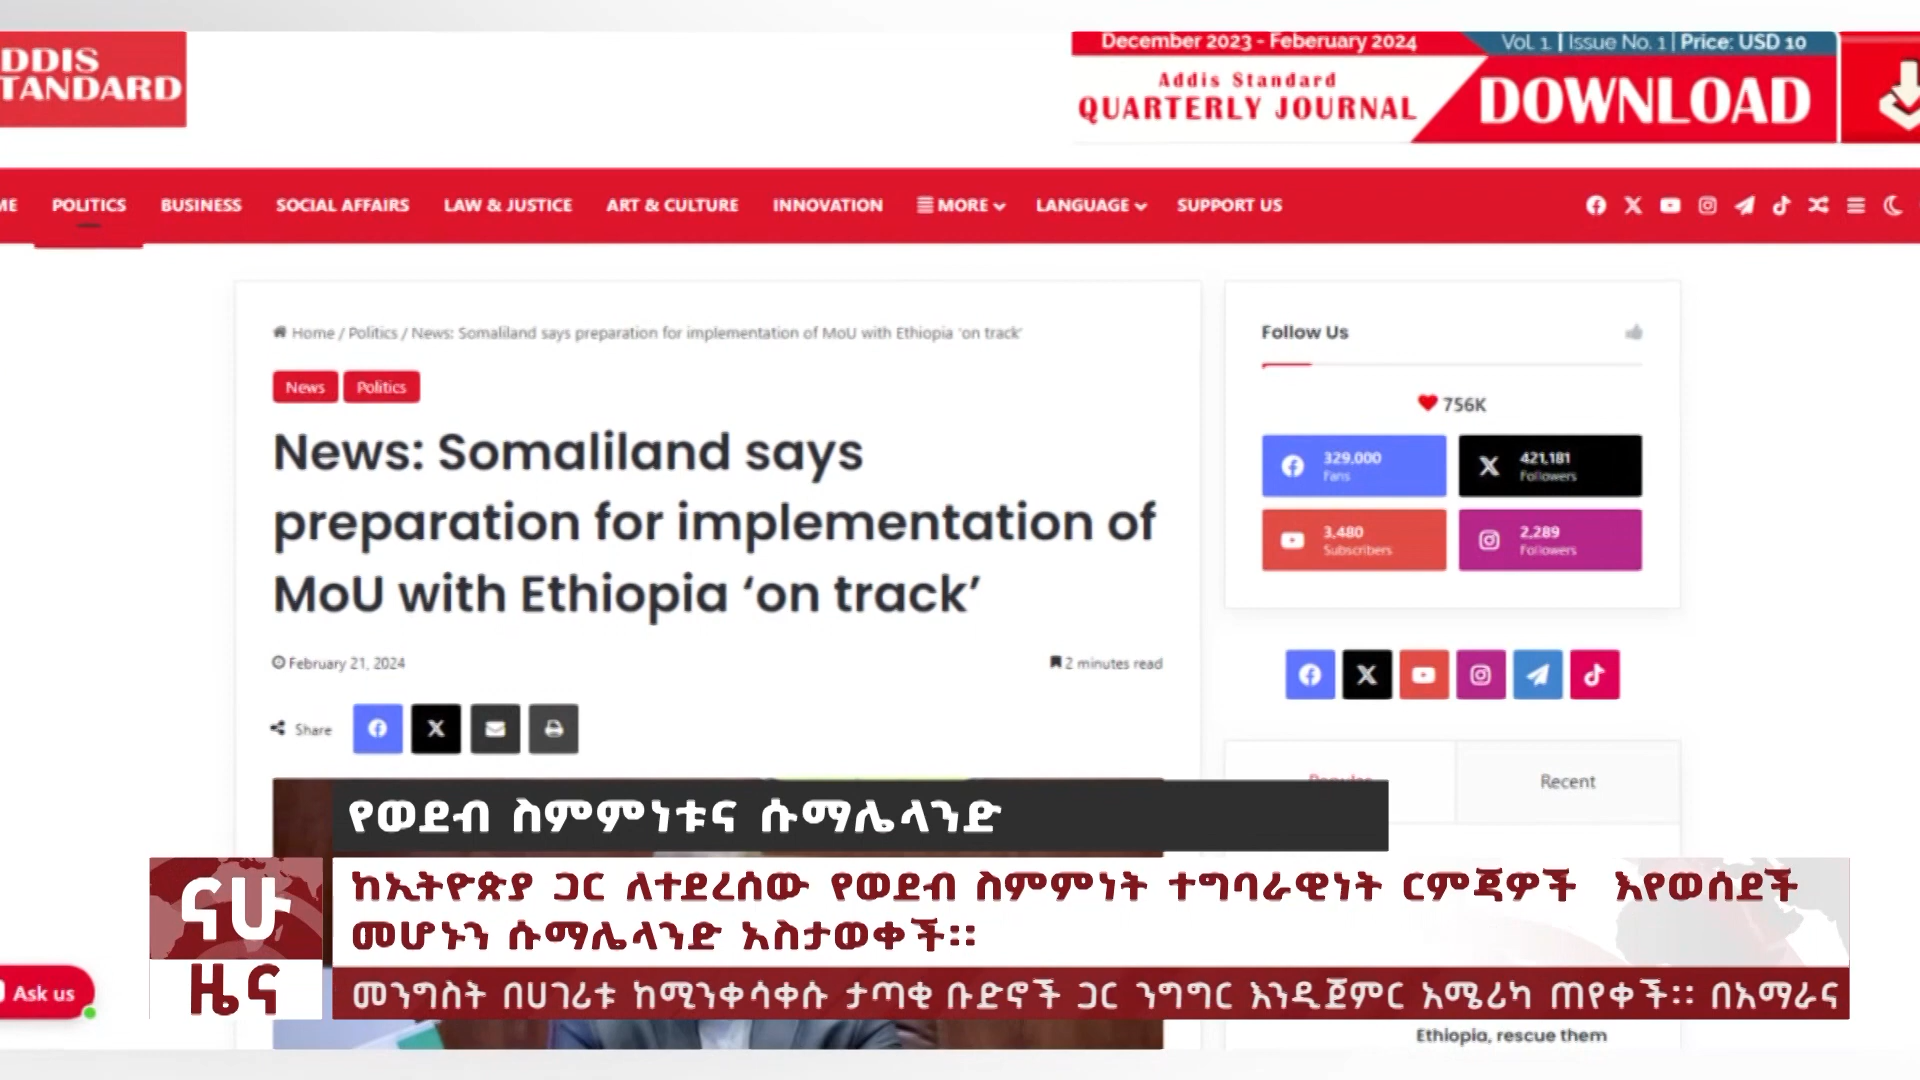 DDIS
TANDARD
December 2023 - Feberuary 2024
Vol. 1 | Issue No. 1 | Price: USD 10
Addis Standard
QUARTERLY JOURNAL
DOWNLOAD
ME POLITICS BUSINESS SOCIAL AFFAIRS LAW & JUSTICE ART & CULTURE INNOVATION MORE LANGUAGE SUPPORT US
Home / Politics / News: Somaliland says preparation for implementation of MoU with Ethiopia 'on track'
News Politics
News: Somaliland says
preparation for implementation of
MoU with Ethiopia ‘on track’
February 21, 2024
2 minutes read
Share
Follow Us
756K
329,000
Fans
421,181
Followers
3,480
Subscribers
2,289
Followers
Popular
Recent
የወደብ ስምምነቱና ሱማሌላንድ
ከኢትዮጵያ ጋር ለተደረሰው የወደብ ስምምነት ተግባራዊነት ርምጃዎች እየወሰደች
መሆኑን ሱማሌላንድ አስታወቀች።
ናሁ
ዜና
መንግስት በሀገሪቱ ከሚንቀሳቀሱ ታጣቂ ቡድኖች ጋር ንግግር እንዲጀምር አሜሪካ ጠየቀች። በአማራና
Ask us
Ethiopia, rescue them